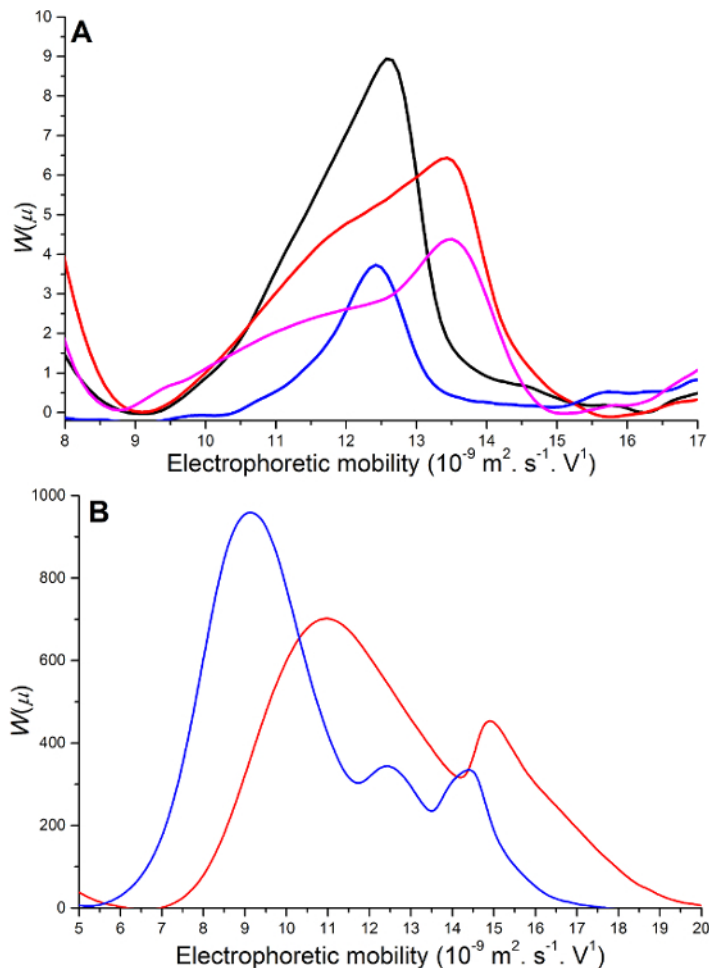 A
10
9
8
7
6
5
4
3
2
1
0
W(μ)
8 9 10 11 12 13 14 15 16 17
Electrophoretic mobility (10⁻⁹ m². s⁻¹. V¹)
B
1000
800
600
400
200
0
W(μ)
5 6 7 8 9 10 11 12 13 14 15 16 17 18 19 20
Electrophoretic mobility (10⁻⁹ m². s⁻¹. V¹)